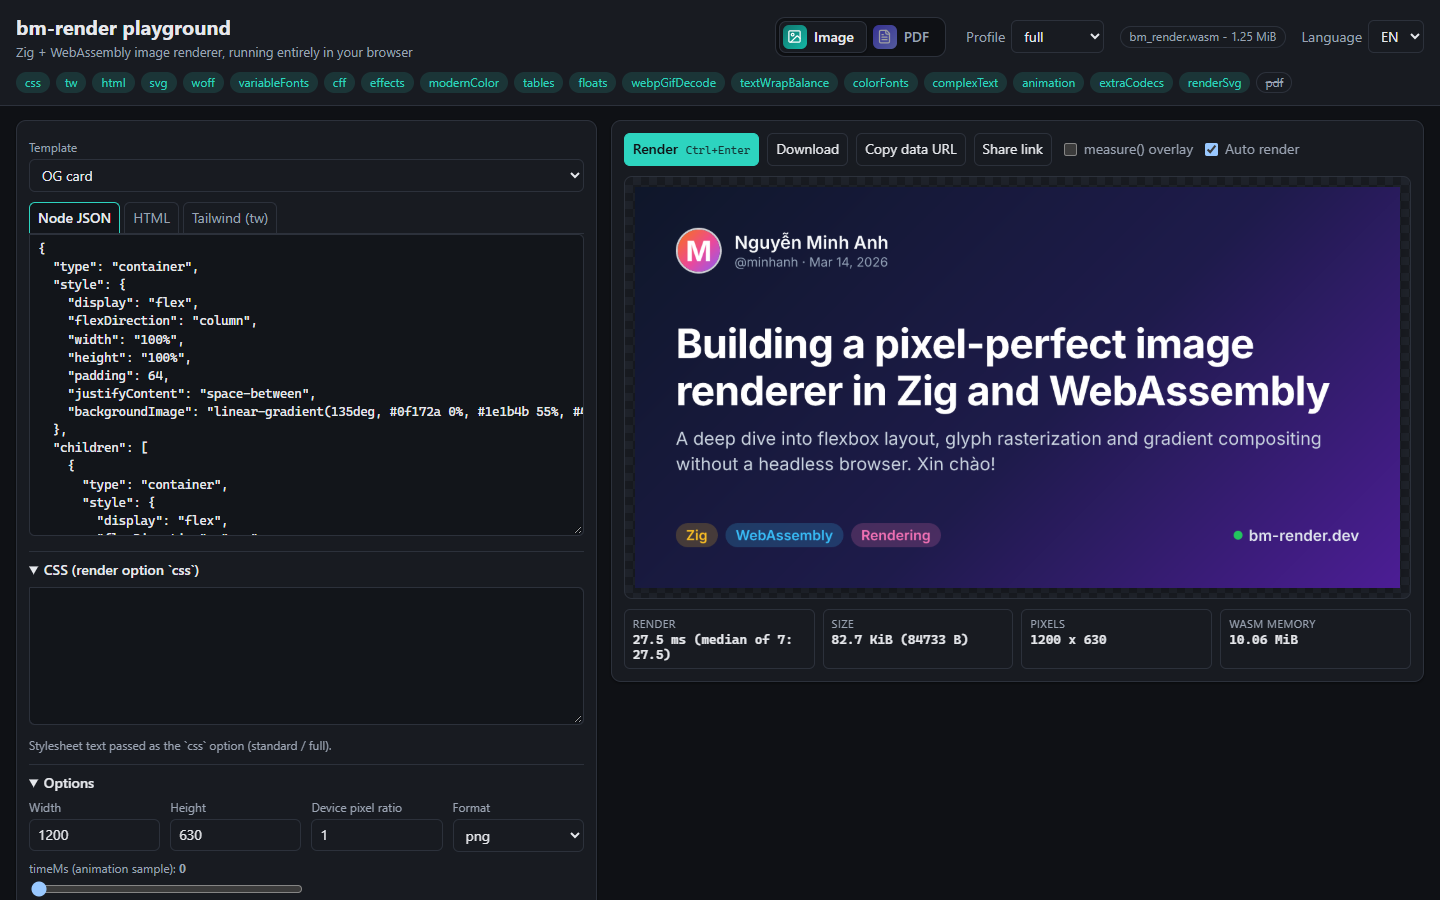 bm-render playground
Zig + WebAssembly image renderer, running entirely in your browser
Image
PDF
Profile
full
bm_render.wasm - 1.25 MiB
Language
EN
css
tw
html
svg
woff
variableFonts
cff
effects
modernColor
tables
floats
webpGifDecode
textWrapBalance
colorFonts
complexText
animation
extraCodecs
renderSvg
pdf
Template
OG card
Node JSON
HTML
Tailwind (tw)
{
"type": "container",
"style": {
"display": "flex",
"flexDirection": "column",
"width": "100%",
"height": "100%",
"padding": 64,
"justifyContent": "space-between",
"backgroundImage": "linear-gradient(135deg, #0f172a 0%, #1e1b4b 55%,
},
"children": [
{
"type": "container",
"style": {
"display": "flex",
▼ CSS (render option `css`)
Stylesheet text passed as the `css` option (standard / full).
▼ Options
Width
Height
Device pixel ratio
Format
1200
630
1
png
timeMs (animation sample): 0
Render Ctrl+Enter
Download
Copy data URL
Share link
measure() overlay
Auto render
M
Nguyễn Minh Anh
@minhanh · Mar 14, 2026
Building a pixel-perfect image
renderer in Zig and WebAssembly
A deep dive into flexbox layout, glyph rasterization and gradient compositing
without a headless browser. Xin chào!
Zig
WebAssembly
Rendering
bm-render.dev
RENDER
27.5 ms (median of 7:
27.5)
SIZE
82.7 KiB (84733 B)
PIXELS
1200 x 630
WASM MEMORY
10.06 MiB